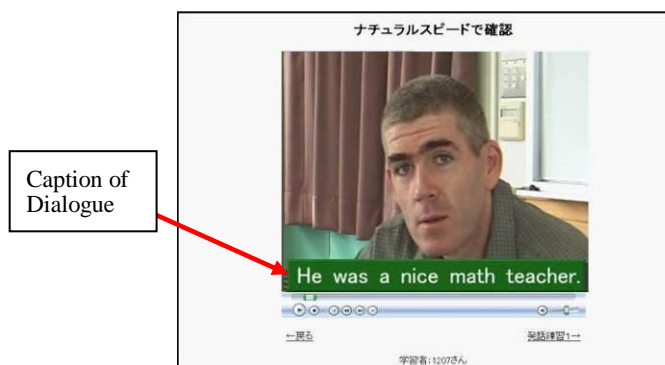 ナチュラルスピードで確認
Caption of
Dialogue
He was a nice math teacher.
←戻る
発話練習1→
学習者:1207さん